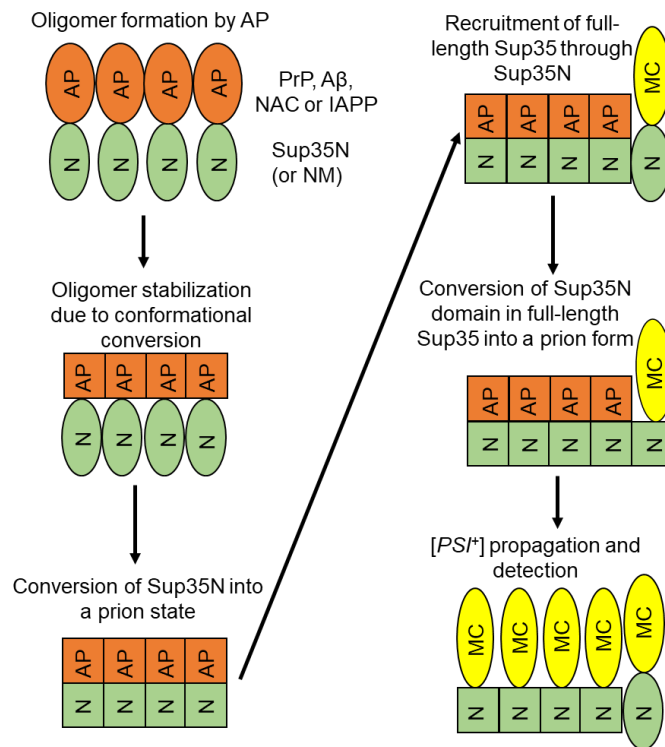 Oligomer formation by AP
AP AP AP AP
PrP, Aβ,
NAC or IAPP
N N N N
Sup35N
(or NM)
Oligomer stabilization
due to conformational
conversion
AP AP AP AP
N N N N
Conversion of Sup35N into
a prion state
AP AP AP AP
N N N N
Recruitment of full-
length Sup35 through
Sup35N
MC
AP AP AP AP
N N N N N
Conversion of Sup35N
domain in full-length
Sup35 into a prion form
MC
AP AP AP AP
N N N N N
[PSI⁺] propagation and
detection
MC MC MC MC MC
N N N N N